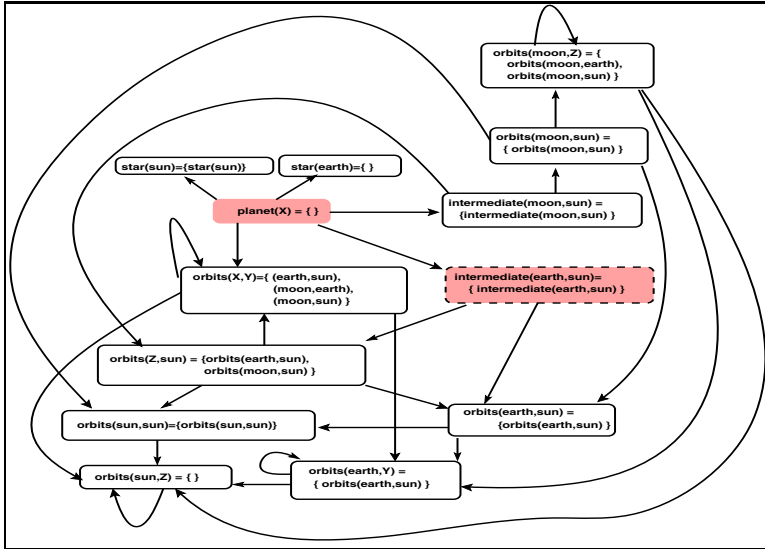 orbits(moon,Z) = {
orbits(moon,earth),
orbits(moon,sun) }
orbits(moon,sun) =
{ orbits(moon,sun) }
star(sun)={star(sun)}
star(earth)={ }
planet(X) = { }
intermediate(moon,sun) =
{intermediate(moon,sun) }
orbits(X,Y)={ (earth,sun),
(moon,earth),
(moon,sun) }
intermediate(earth,sun)=
{ intermediate(earth,sun) }
orbits(Z,sun) = {orbits(earth,sun),
orbits(moon,sun) }
orbits(sun,sun)={orbits(sun,sun)}
orbits(earth,sun) =
{orbits(earth,sun) }
orbits(sun,Z) = { }
orbits(earth,Y) =
{ orbits(earth,sun) }